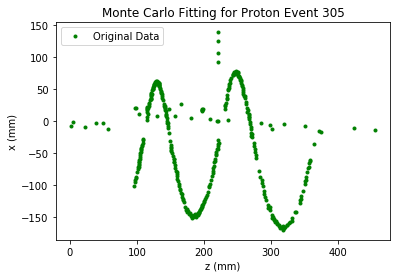 Monte Carlo Fitting for Proton Event 305
Original Data
x (mm)
150
100
50
0
−50
−100
−150
0 100 200 300 400
z (mm)